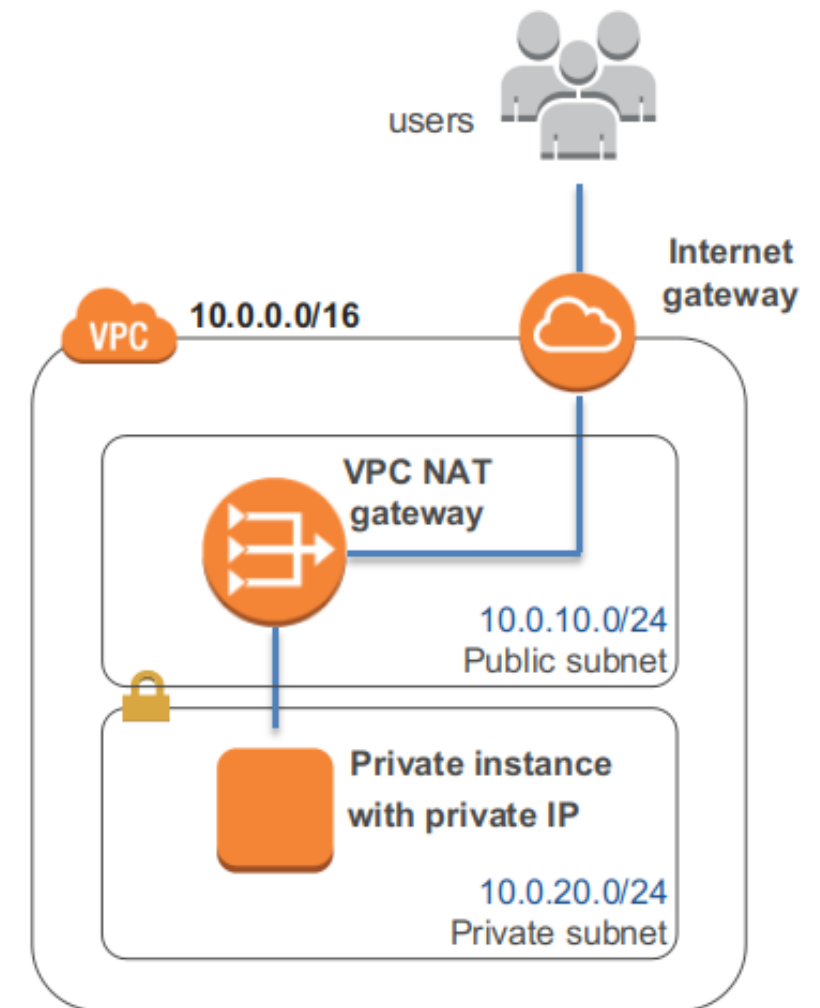 users
Internet
gateway
VPC
10.0.0.0/16
VPC NAT
gateway
10.0.10.0/24
Public subnet
Private instance
with private IP
10.0.20.0/24
Private subnet